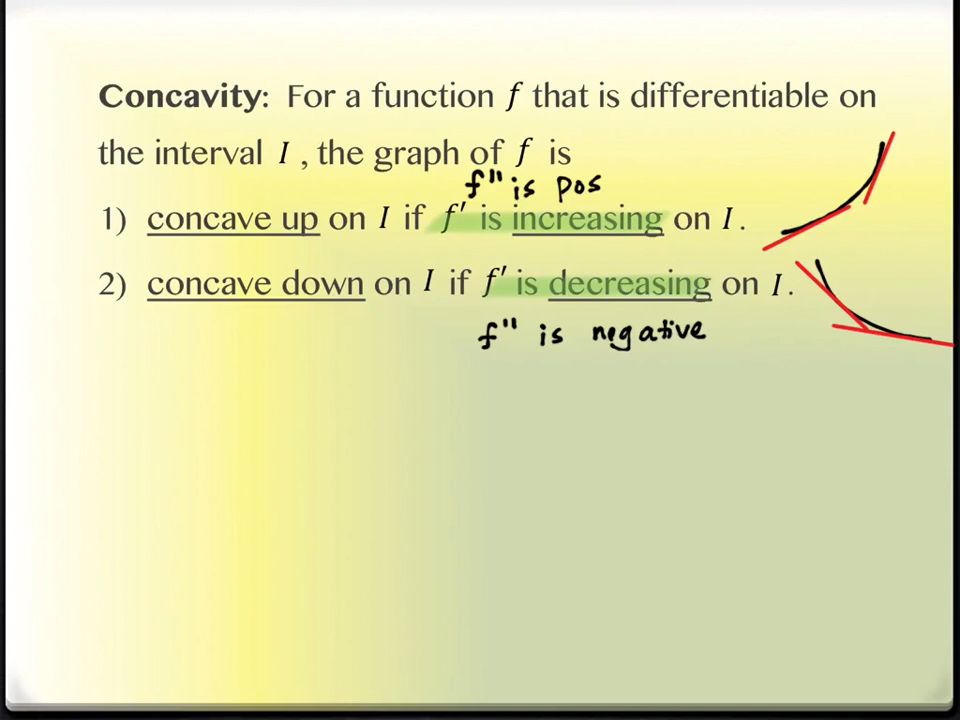 Concavity: For a function f that is differentiable on
the interval I , the graph of f is
f" is pos
1) concave up on I if f' is increasing on I .
2) concave down on I if f' is decreasing on I .
f" is negative